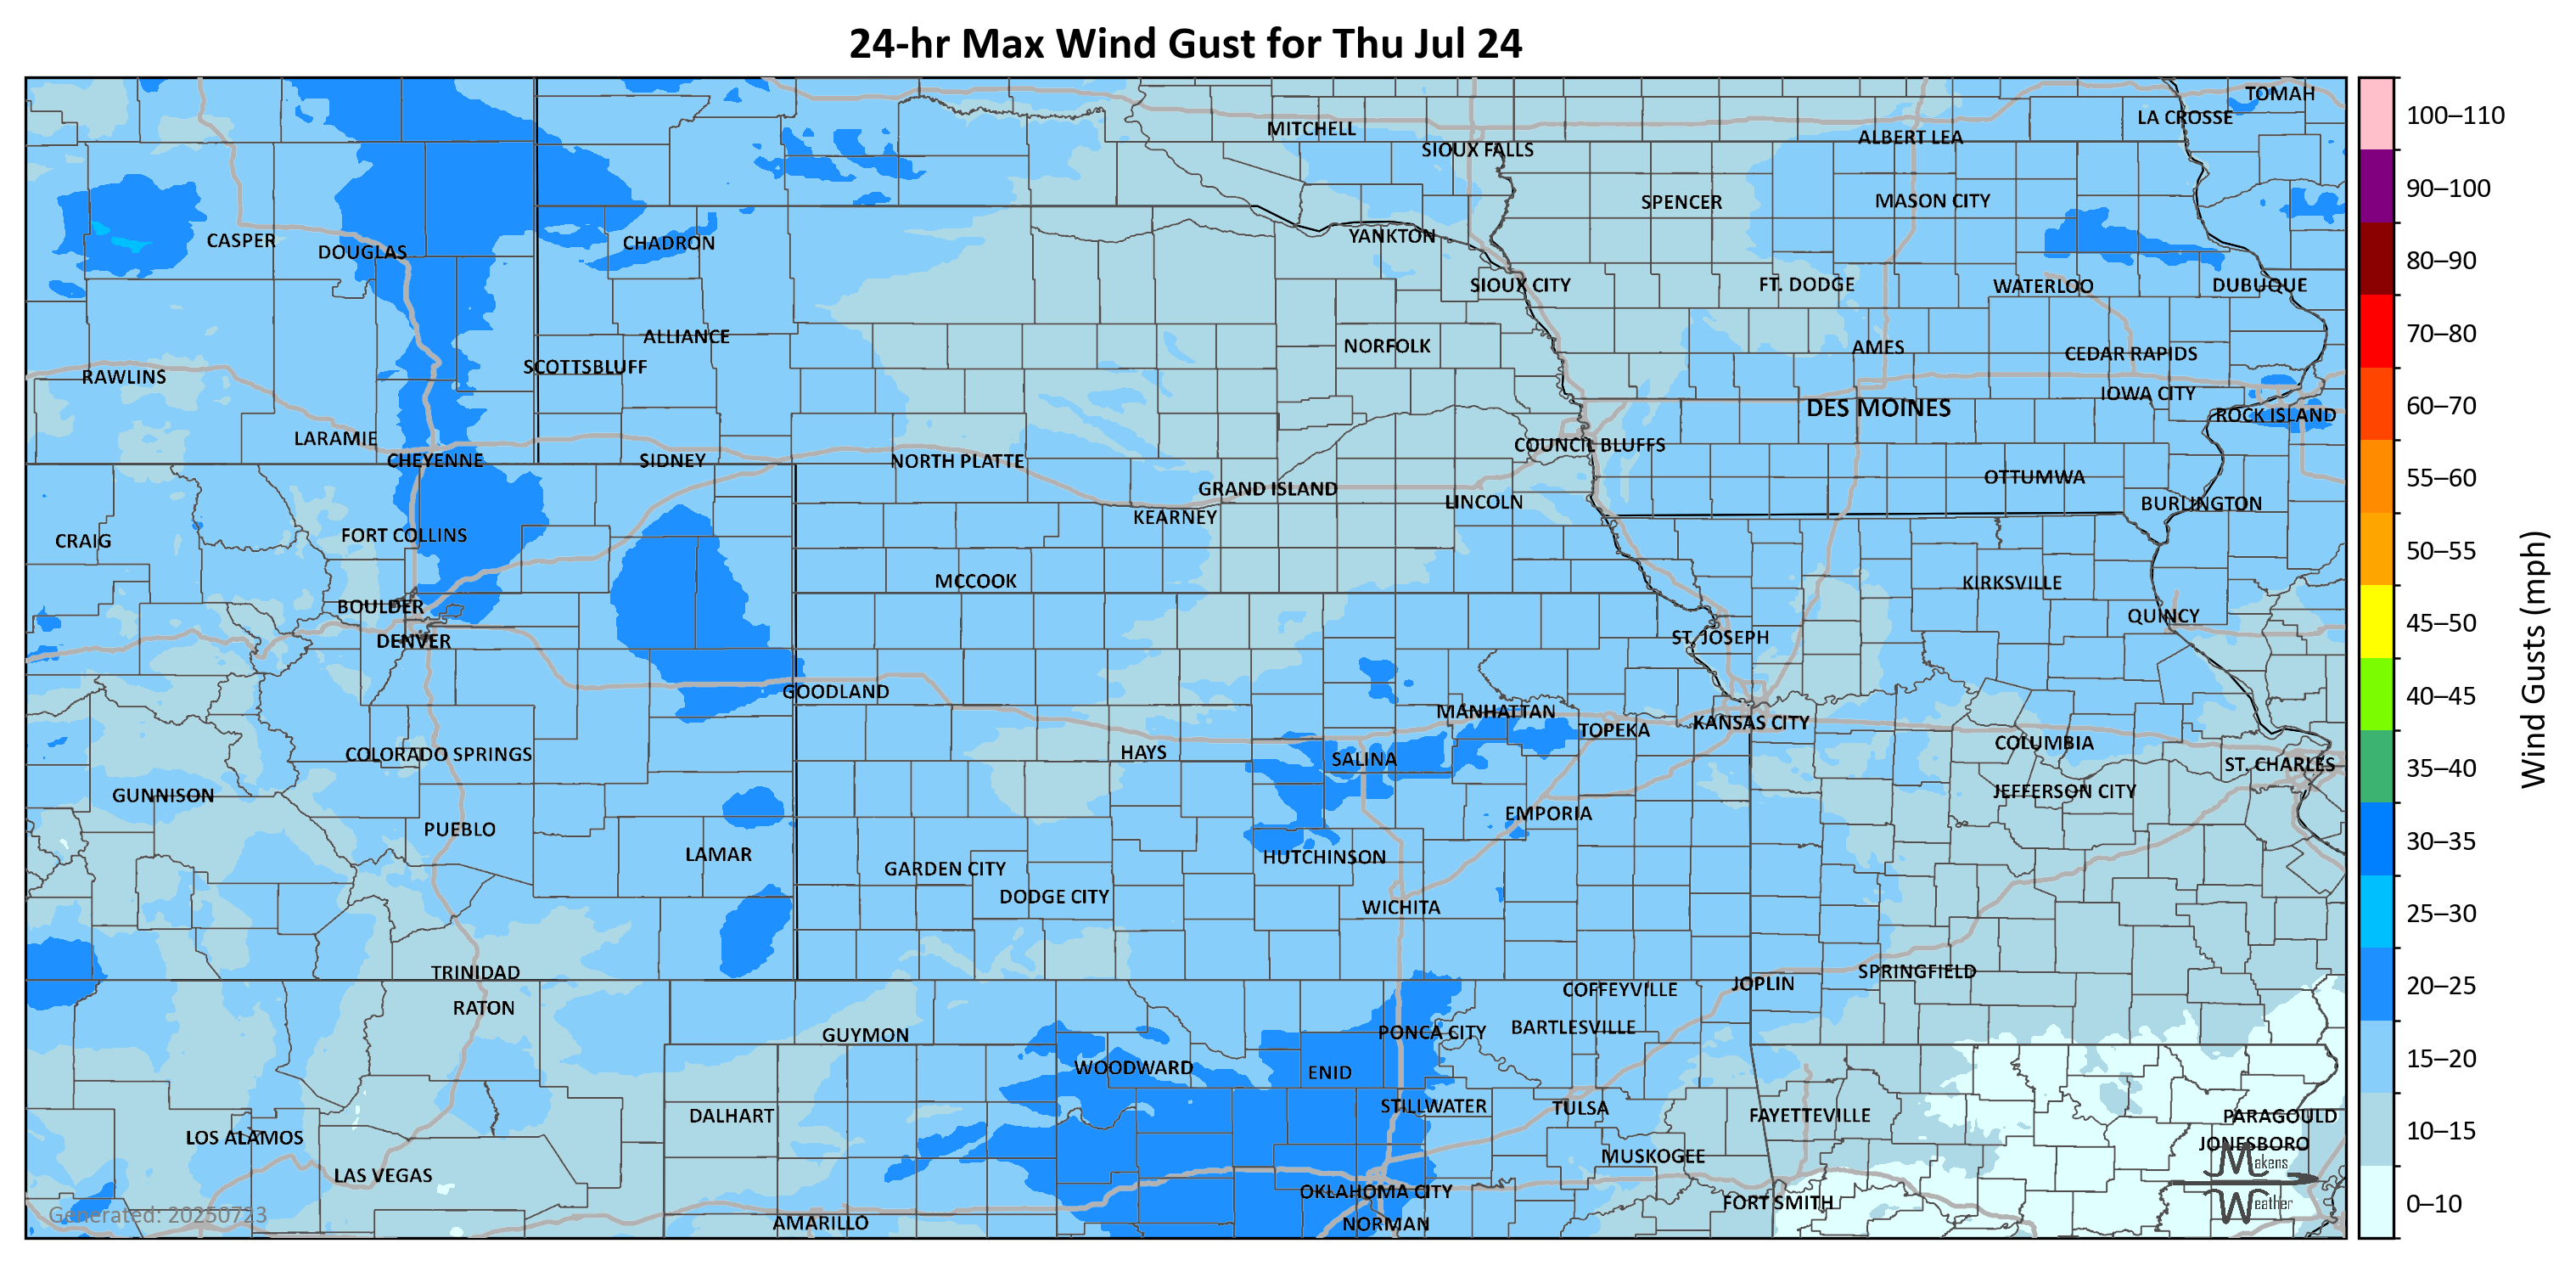 24-hr Max Wind Gust for Thu Jul 24
TOMAH
LA CROSSE
MITCHELL
ALBERT LEA
SIOUX FALLS
SPENCER
MASON CITY
CASPER
DOUGLAS
CHADRON
YANKTON
SIOUX CITY
FT. DODGE
WATERLOO
DUBUQUE
ALLIANCE
NORFOLK
AMES
CEDAR RAPIDS
SCOTTSBLUFF
RAWLINS
IOWA CITY
DES MOINES
ROCK ISLAND
LARAMIE
COUNCIL BLUFFS
CHEYENNE
SIDNEY
NORTH PLATTE
OTTUMWA
GRAND ISLAND
LINCOLN
BURLINGTON
KEARNEY
FORT COLLINS
CRAIG
MCCOOK
KIRKSVILLE
BOULDER
QUINCY
DENVER
ST. JOSEPH
GOODLAND
MANHATTAN
TOPEKA
KANSAS CITY
COLUMBIA
COLORADO SPRINGS
HAYS
SALINA
ST. CHARLES
GUNNISON
JEFFERSON CITY
EMPORIA
PUEBLO
LAMAR
HUTCHINSON
GARDEN CITY
DODGE CITY
WICHITA
TRINIDAD
SPRINGFIELD
JOPLIN
COFFEYVILLE
RATON
GUYMON
PONCA CITY
BARTLESVILLE
WOODWARD
ENID
STILLWATER
TULSA
DALHART
FAYETTEVILLE
PARAGOULD
LOS ALAMOS
JONESBORO
MUSKOGEE
LAS VEGAS
OKLAHOMA CITY
FORT SMITH
AMARILLO
NORMAN
Generated: 20250723
Makens
Weather
100–110
90–100
80–90
70–80
60–70
55–60
50–55
45–50
40–45
35–40
30–35
25–30
20–25
15–20
10–15
0–10
Wind Gusts (mph)